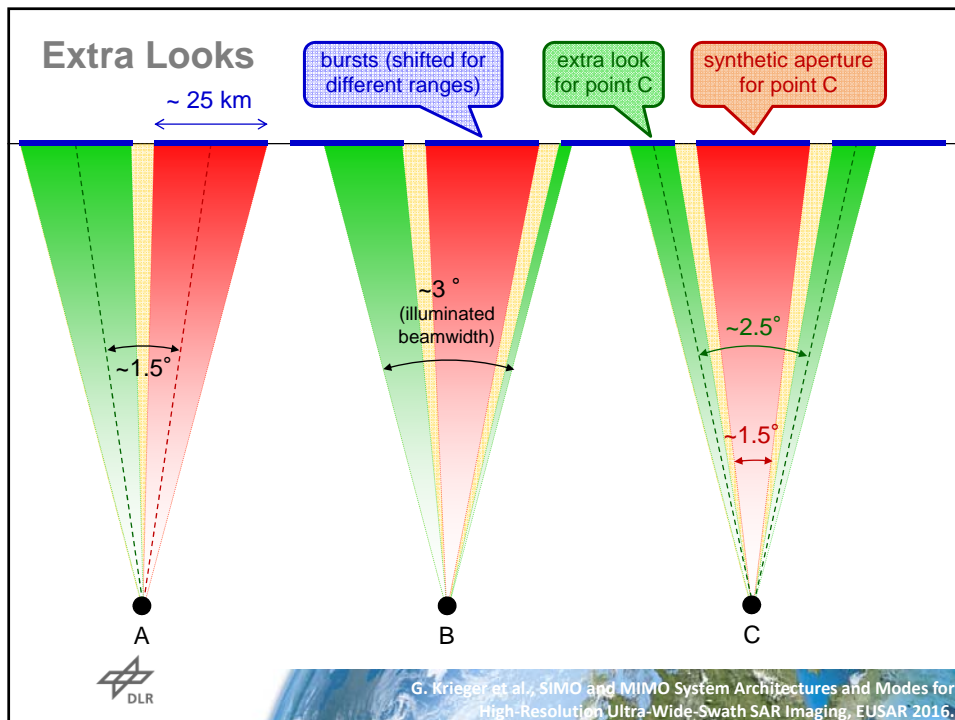 Extra Looks
bursts (shifted for
different ranges)
extra look
for point C
synthetic aperture
for point C
~ 25 km
~1.5°
~3 °
(illuminated
beamwidth)
~2.5°
~1.5°
A
B
C
DLR
G. Krieger et al., SIMO and MIMO System Architectures and Modes for
High-Resolution Ultra-Wide-Swath SAR Imaging, EUSAR 2016.